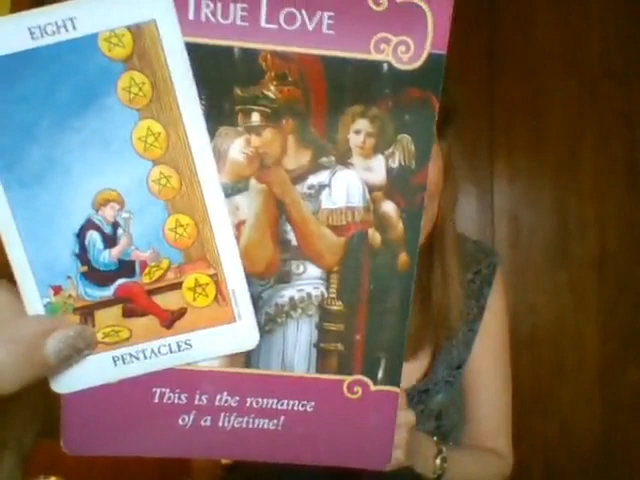 EIGHT
PENTACLES
TRUE LOVE
This is the romance
of a lifetime!